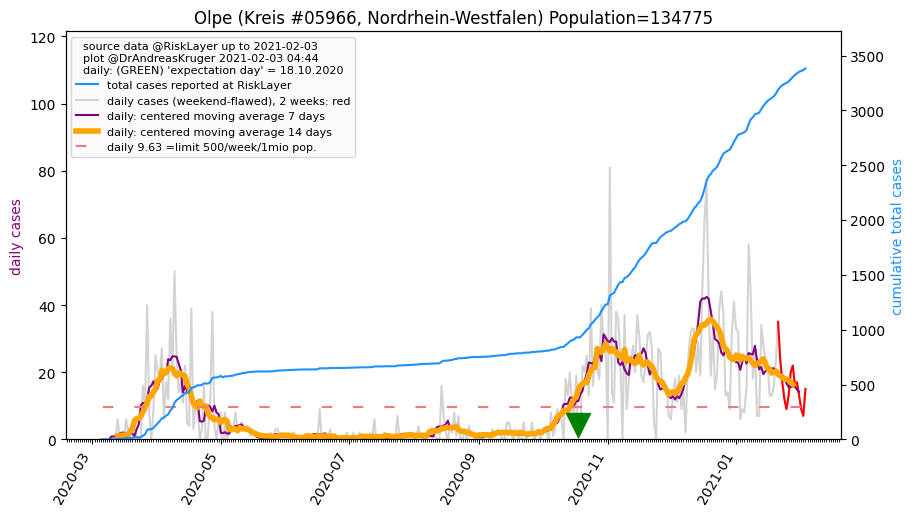 Olpe (Kreis #05966, Nordrhein-Westfalen) Population=134775
source data @RiskLayer up to 2021-02-03
plot @DrAndreasKruger 2021-02-03 04:44
daily: (GREEN) 'expectation day' = 18.10.2020
total cases reported at RiskLayer
daily cases (weekend-flawed), 2 weeks: red
daily: centered moving average 7 days
daily: centered moving average 14 days
daily 9.63 =limit 500/week/1mio pop.
daily cases
120
100
80
60
40
20
0
cumulative total cases
3500
3000
2500
2000
1500
1000
500
0
2020-03
2020-05
2020-07
2020-09
2020-11
2021-01